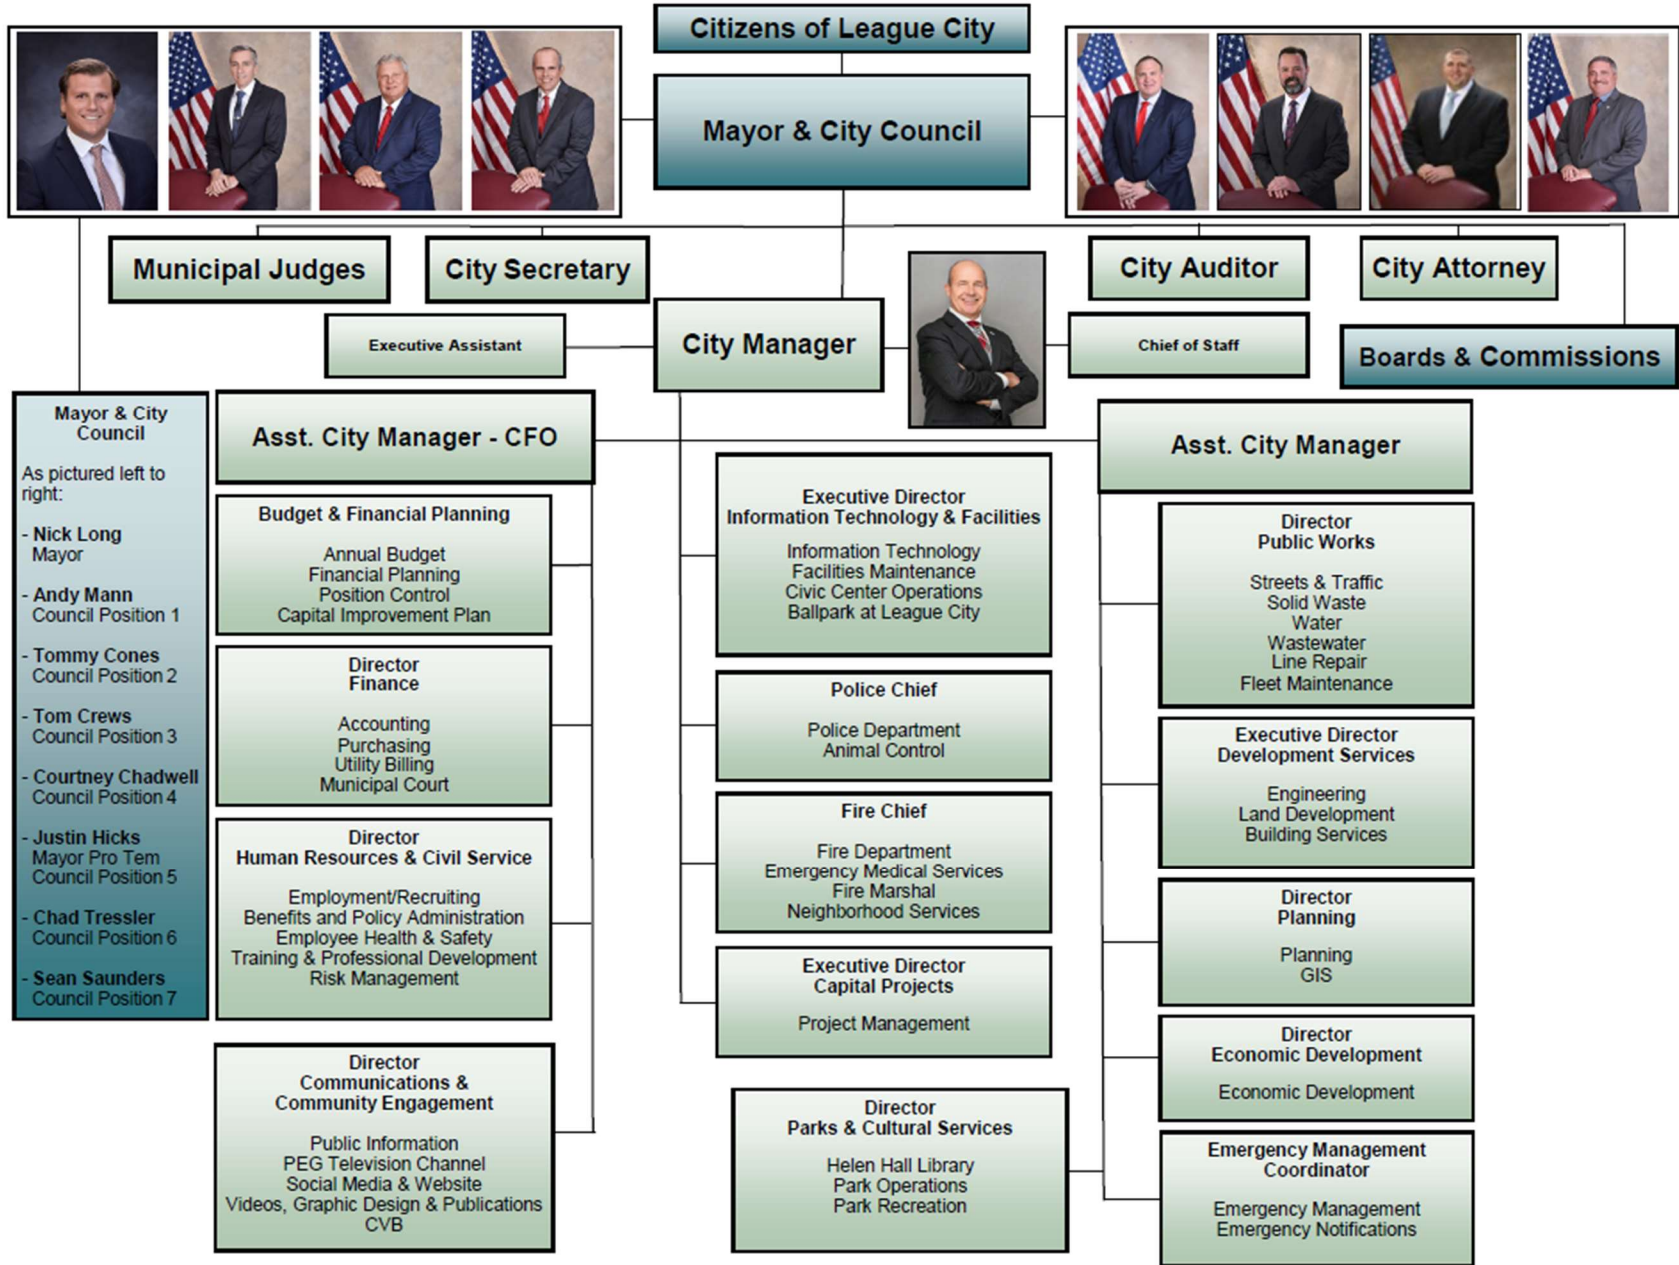 Citizens of League City
Mayor & City Council
Municipal Judges
City Secretary
City Auditor
City Attorney
Executive Assistant
City Manager
Chief of Staff
Boards & Commissions
Mayor & City
Council
As pictured left to
right:
- Nick Long
Mayor
- Andy Mann
Council Position 1
- Tommy Cones
Council Position 2
- Tom Crews
Council Position 3
- Courtney Chadwell
Council Position 4
- Justin Hicks
Mayor Pro Tem
Council Position 5
- Chad Tressler
Council Position 6
- Sean Saunders
Council Position 7
Asst. City Manager - CFO
Budget & Financial Planning
Annual Budget
Financial Planning
Position Control
Capital Improvement Plan
Director
Finance
Accounting
Purchasing
Utility Billing
Municipal Court
Director
Human Resources & Civil Service
Employment/Recruiting
Benefits and Policy Administration
Employee Health & Safety
Training & Professional Development
Risk Management
Director
Communications &
Community Engagement
Public Information
PEG Television Channel
Social Media & Website
Videos, Graphic Design & Publications
CVB
Executive Director
Information Technology & Facilities
Information Technology
Facilities Maintenance
Civic Center Operations
Ballpark at League City
Police Chief
Police Department
Animal Control
Fire Chief
Fire Department
Emergency Medical Services
Fire Marshal
Neighborhood Services
Executive Director
Capital Projects
Project Management
Director
Parks & Cultural Services
Helen Hall Library
Park Operations
Park Recreation
Asst. City Manager
Director
Public Works
Streets & Traffic
Solid Waste
Water
Wastewater
Line Repair
Fleet Maintenance
Executive Director
Development Services
Engineering
Land Development
Building Services
Director
Planning
Planning
GIS
Director
Economic Development
Economic Development
Emergency Management
Coordinator
Emergency Management
Emergency Notifications